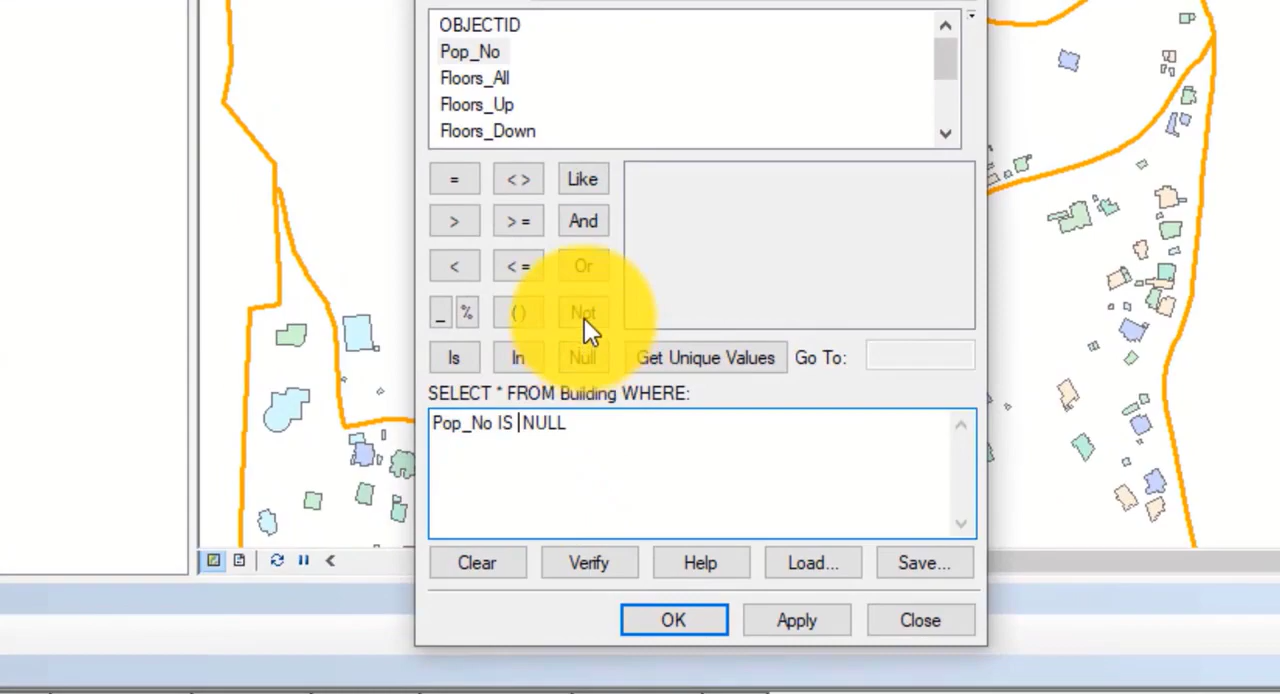 OBJECTID
Pop_No
Floors_All
Floors_Up
Floors_Down
= < > Like
> > = And
< < = Or
_ % ( ) Not
Is In Null Get Unique Values Go To:
SELECT * FROM Building WHERE:
Pop_No IS NULL
Clear Verify Help Load... Save...
OK Apply Close